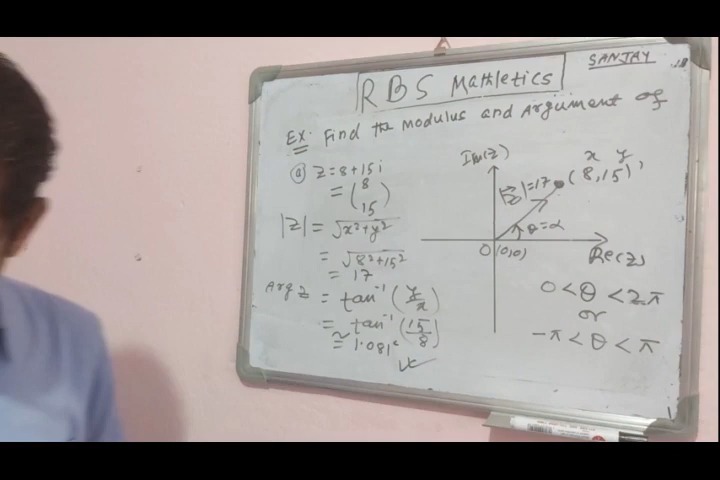 SANJAY
RBS Mathletics
Ex: Find the Modulus and Argument of
(a) z = 8 + 15i
= (8
15)
|z| = √x²+y²
= √8²+15²
= 17
Arg z = tan⁻¹ (y/x)
= tan⁻¹ (15/8)
≅ 1.081ᶜ
Im(z)
x y
(8,15)
|z|=17
θ=α
O (0,0)
Re(z)
0 < θ < 2π
or
-π < θ < π